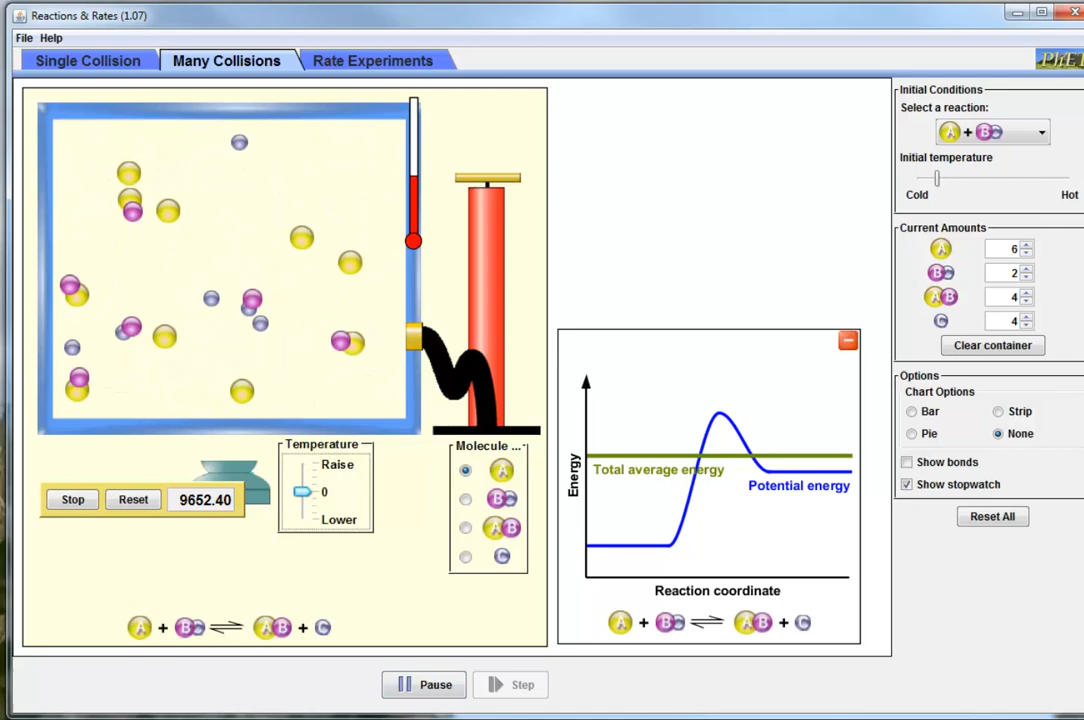 Reactions & Rates (1.07)
File Help
Single Collision Many Collisions Rate Experiments
PhET
Initial Conditions
Select a reaction:
A + BC
Initial temperature
Cold Hot
Current Amounts
A 6
BC 2
AB 4
C 4
Clear container
Options
Chart Options
Bar Strip
Pie None
Show bonds
Show stopwatch
Reset All
Temperature
Raise
0
Lower
Stop Reset 9652.40
Molecule ...
A
BC
AB
C
A + BC ⇌ AB + C
Energy
Total average energy
Potential energy
Reaction coordinate
A + BC ⇌ AB + C
Pause Step